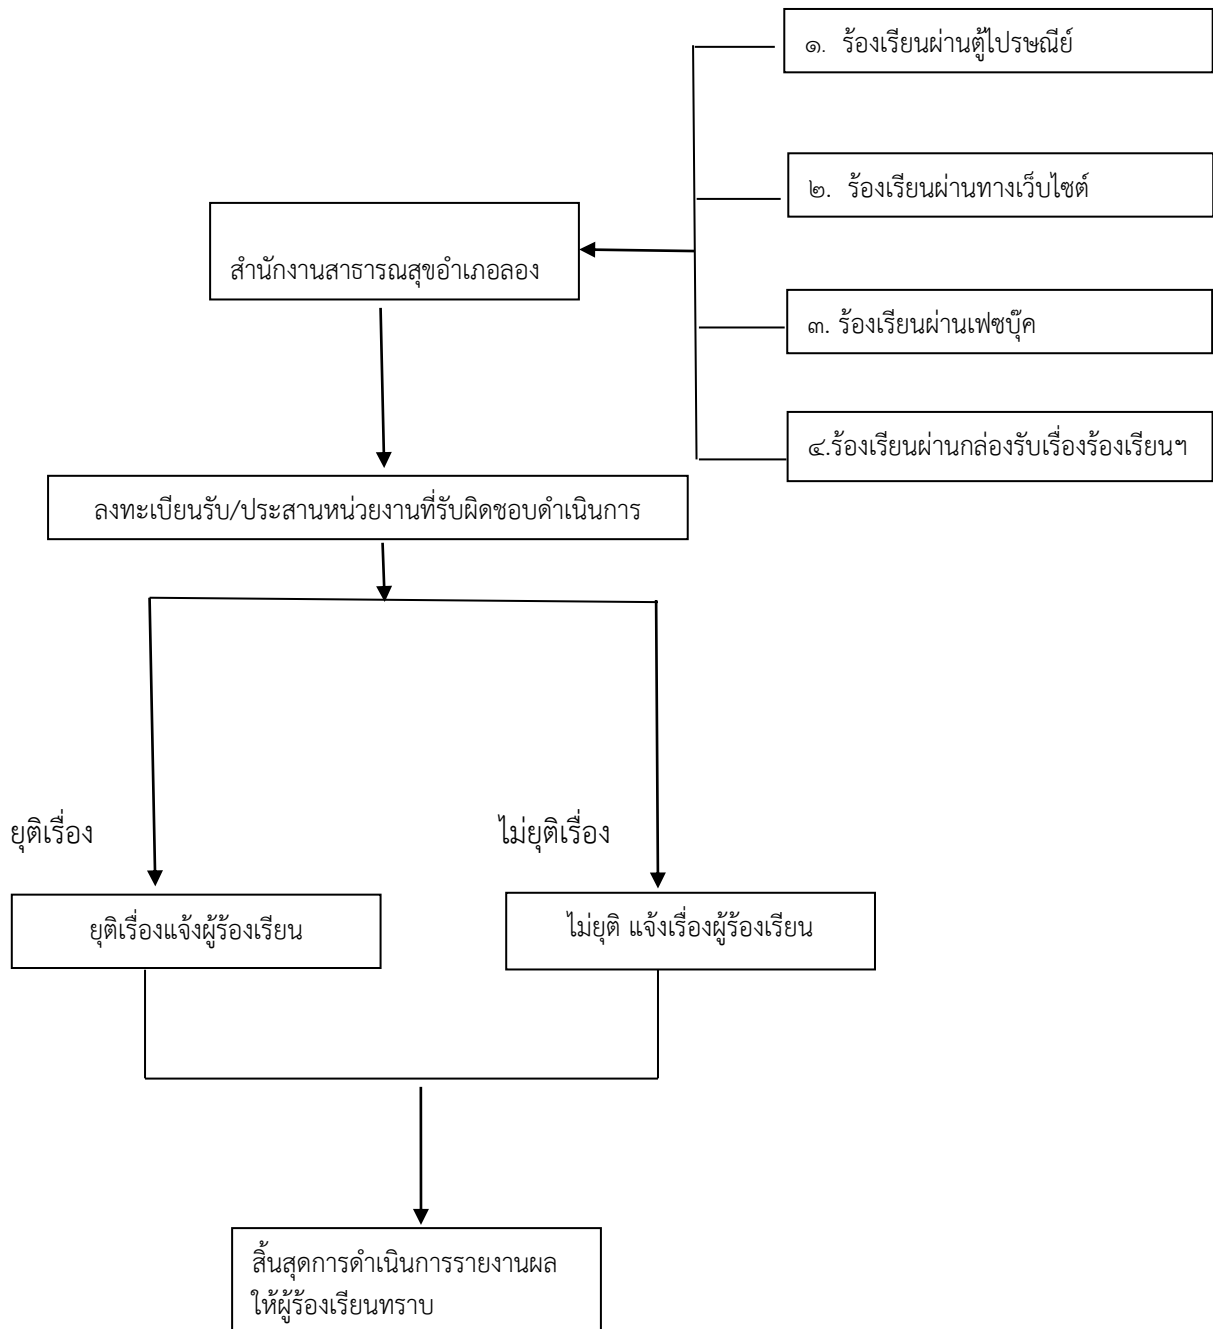 ๑. ร้องเรียนผ่านตู้ไปรษณีย์
๒. ร้องเรียนผ่านทางเว็บไซต์
สำนักงานสาธารณสุขอำเภอลอง
๓. ร้องเรียนผ่านเฟซบุ๊ค
๔.ร้องเรียนผ่านกล่องรับเรื่องร้องเรียนฯ
ลงทะเบียนรับ/ประสานหน่วยงานที่รับผิดชอบดำเนินการ
ยุติเรื่อง
ไม่ยุติเรื่อง
ยุติเรื่องแจ้งผู้ร้องเรียน
ไม่ยุติ แจ้งเรื่องผู้ร้องเรียน
สิ้นสุดการดำเนินการรายงานผล
ให้ผู้ร้องเรียนทราบ